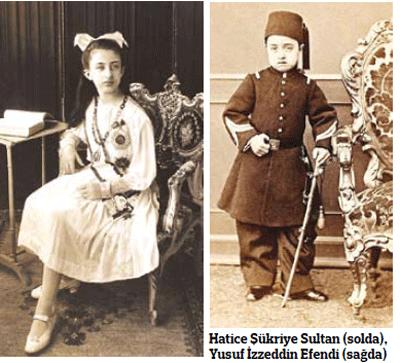 Hatice Şükriye Sultan (solda),
Yusuf İzzeddin Efendi (sağda)